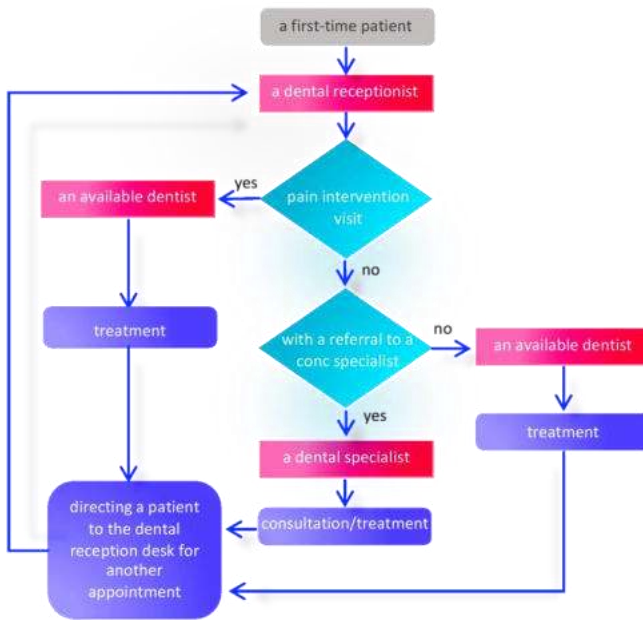 a first-time patient
a dental receptionist
yes
an available dentist
pain intervention
visit
no
treatment
with a referral to a
conc specialist
no
an available dentist
yes
treatment
a dental specialist
directing a patient
to the dental
reception desk for
another
appointment
consultation/treatment